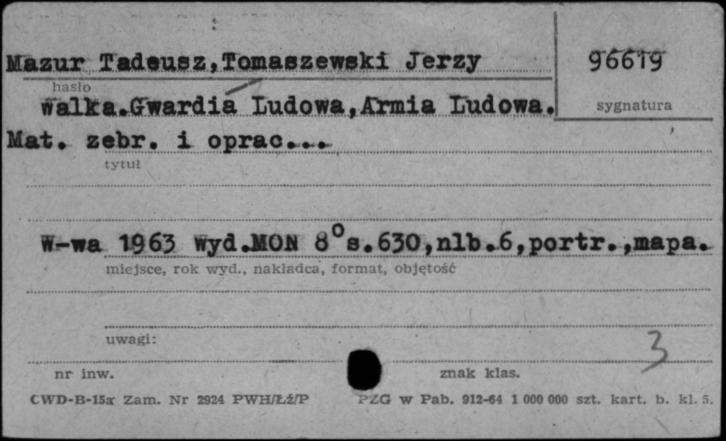 Mazur Tadeusz,Tomaszewski Jerzy
96619
hasło
sygnatura
Walka.Gwardia Ludowa,Armia Ludowa.
Mat. zebr. i oprac...
tytuł
W-wa 1963 Wyd.MON 8° s.630,nlb.6,portr.,mapa.
miejsce, rok wyd., nakładca, format, objętość
uwagi:
3
nr inw.
znak klas.
CWD-B-15a Zam. Nr 2924 PWH/Łź/P
PZG w Pab. 912-64 1 000 000 szt. kart. b. kl. 5.